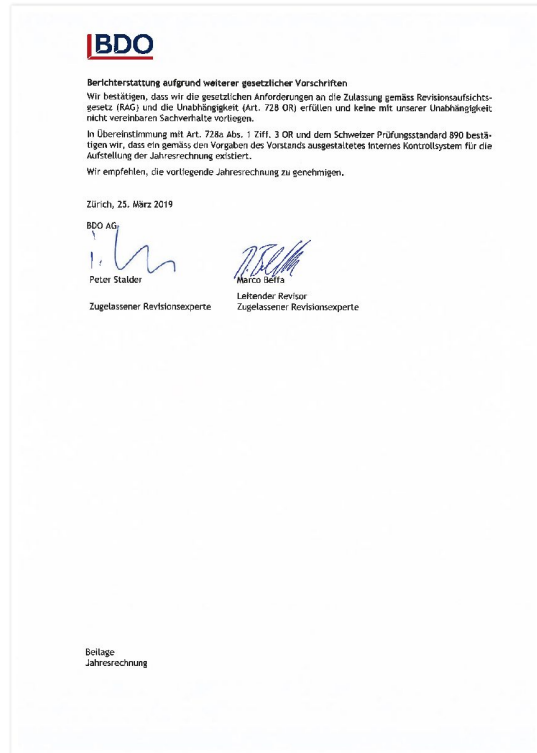 BDO
Berichterstattung aufgrund weiterer gesetzlicher Vorschriften
Wir bestätigen, dass wir die gesetzlichen Anforderungen an die Zulassung gemäss Revisionsaufsichts-
gesetz (RAG) und die Unabhängigkeit (Art. 728 OR) erfüllen und keine mit unserer Unabhängigkeit
nicht vereinbaren Sachverhalte vorliegen.
In Übereinstimmung mit Art. 728a Abs. 1 Ziff. 3 OR und dem Schweizer Prüfungsstandard 890 bestä-
tigen wir, dass ein gemäss den Vorgaben des Vorstands ausgestaltetes internes Kontrollsystem für die
Aufstellung der Jahresrechnung existiert.
Wir empfehlen, die vorliegende Jahresrechnung zu genehmigen.
Zürich, 25. März 2019
BDO AG
Peter Stalder
Marco Beffa
Leitender Revisor
Zugelassener Revisionsexperte
Zugelassener Revisionsexperte
Beilage
Jahresrechnung